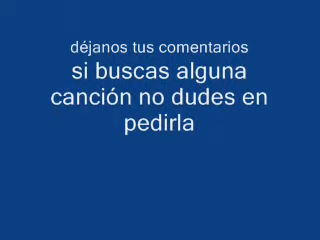 déjanos tus comentarios
si buscas alguna
canción no dudes en
pedirla